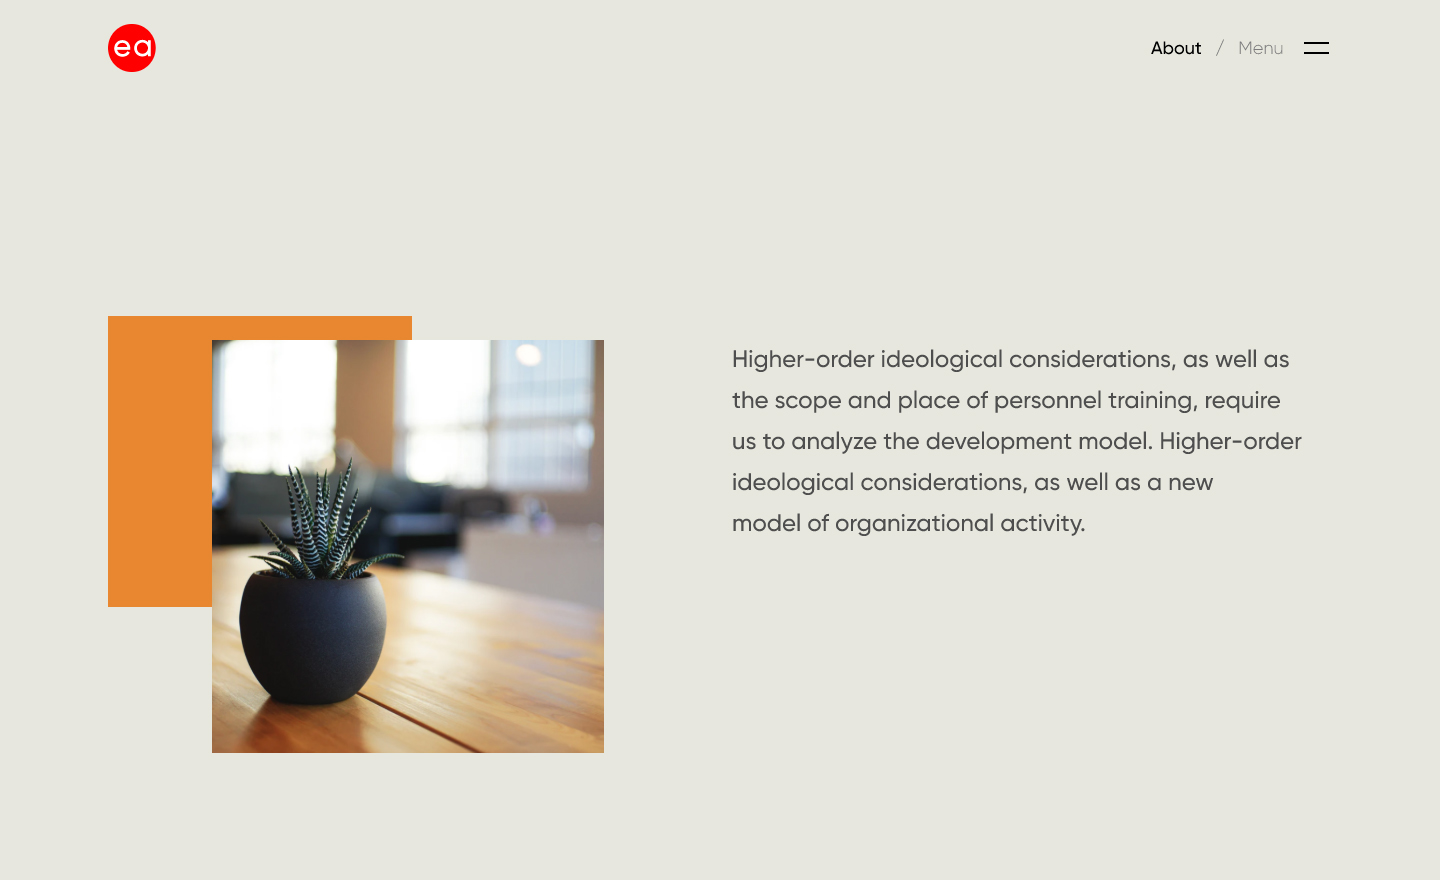 ea
About / Menu
Higher-order ideological considerations, as well as
the scope and place of personnel training, require
us to analyze the development model. Higher-order
ideological considerations, as well as a new
model of organizational activity.